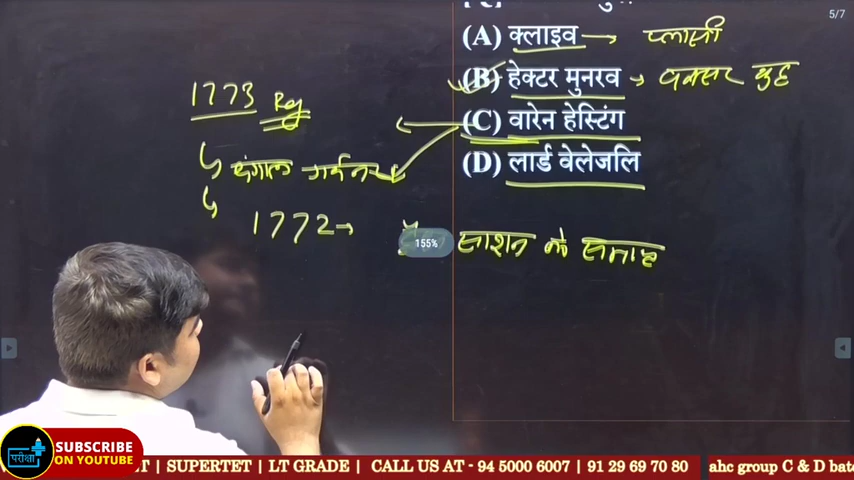 5/7
(A) क्लाइव → प्लासी
(B) हेक्टर मुनरव → बक्सर युद्ध
1773 Reg
(C) वारेन हेस्टिंग
बंगाल गर्वनर
(D) लार्ड वेलेजलि
1772 →
155%
शासन को समाप्त
परीक्षा
SUBSCRIBE
ON YOUTUBE
T | SUPERTET | LT GRADE | CALL US AT - 94 5000 6007 | 91 29 69 70 80 ahc group C & D batc